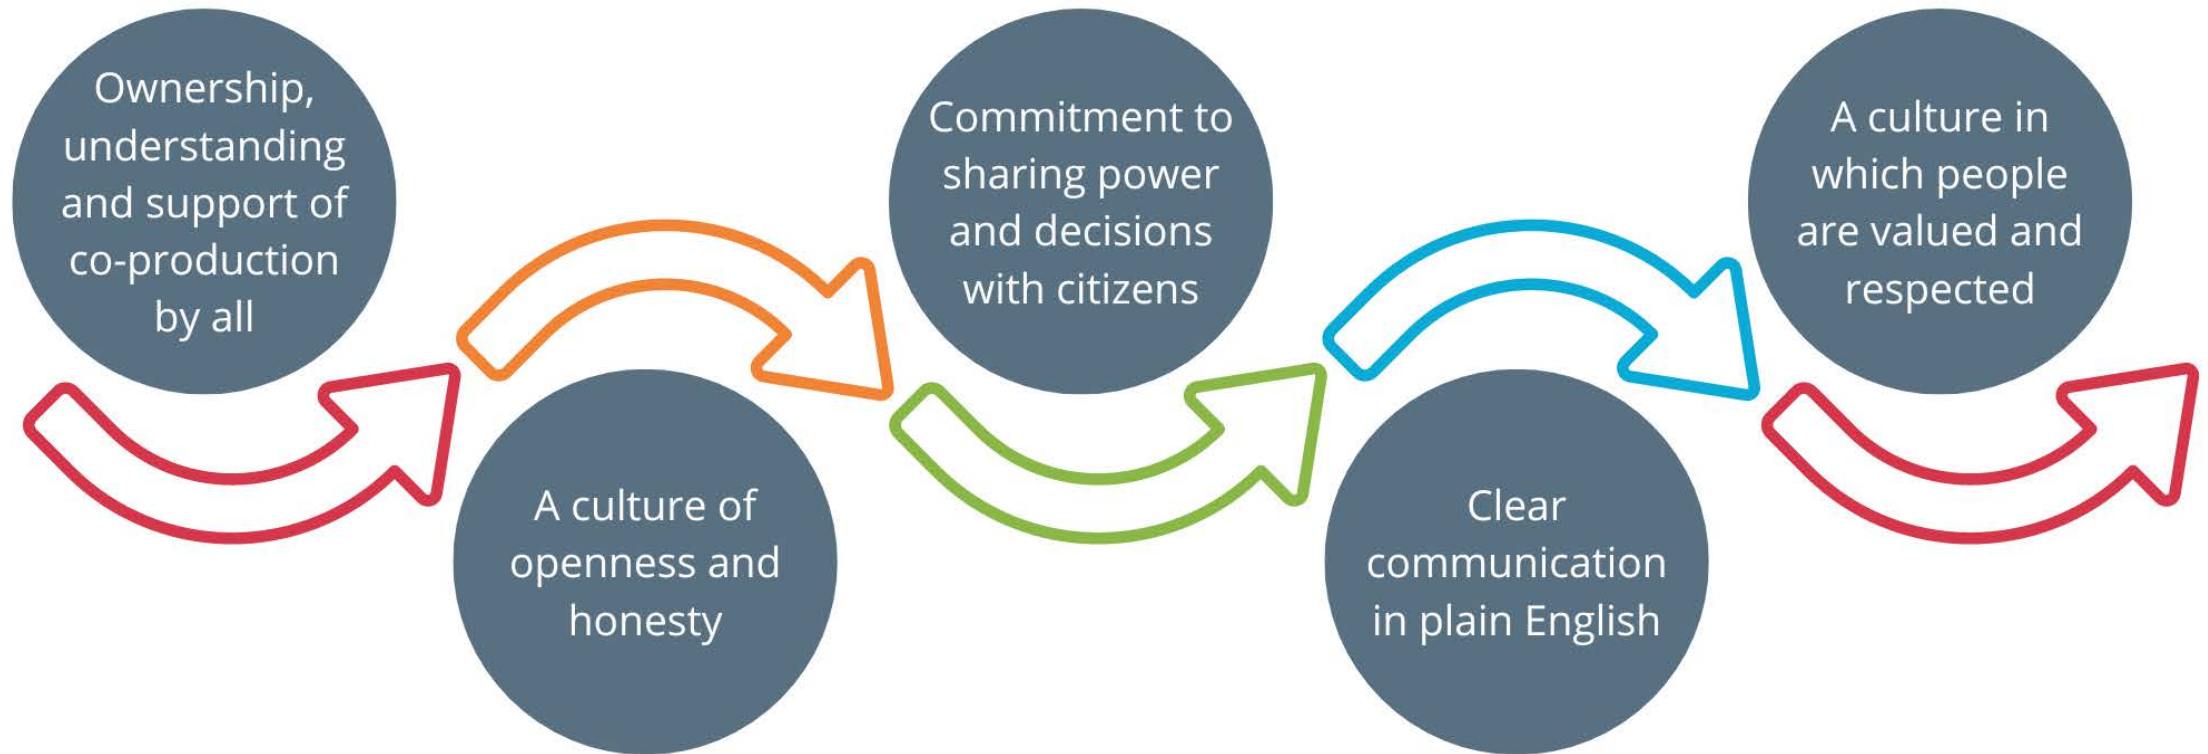 Ownership,
understanding
and support of
co-production
by all
A culture of
openness and
honesty
Commitment to
sharing power
and decisions
with citizens
Clear
communication
in plain English
A culture in
which people
are valued and
respected